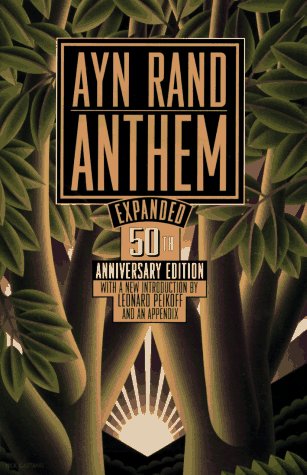 AYN RAND
ANTHEM
EXPANDED
50TH
ANNIVERSARY EDITION
WITH A NEW INTRODUCTION BY
LEONARD PEIKOFF
AND AN APPENDIX